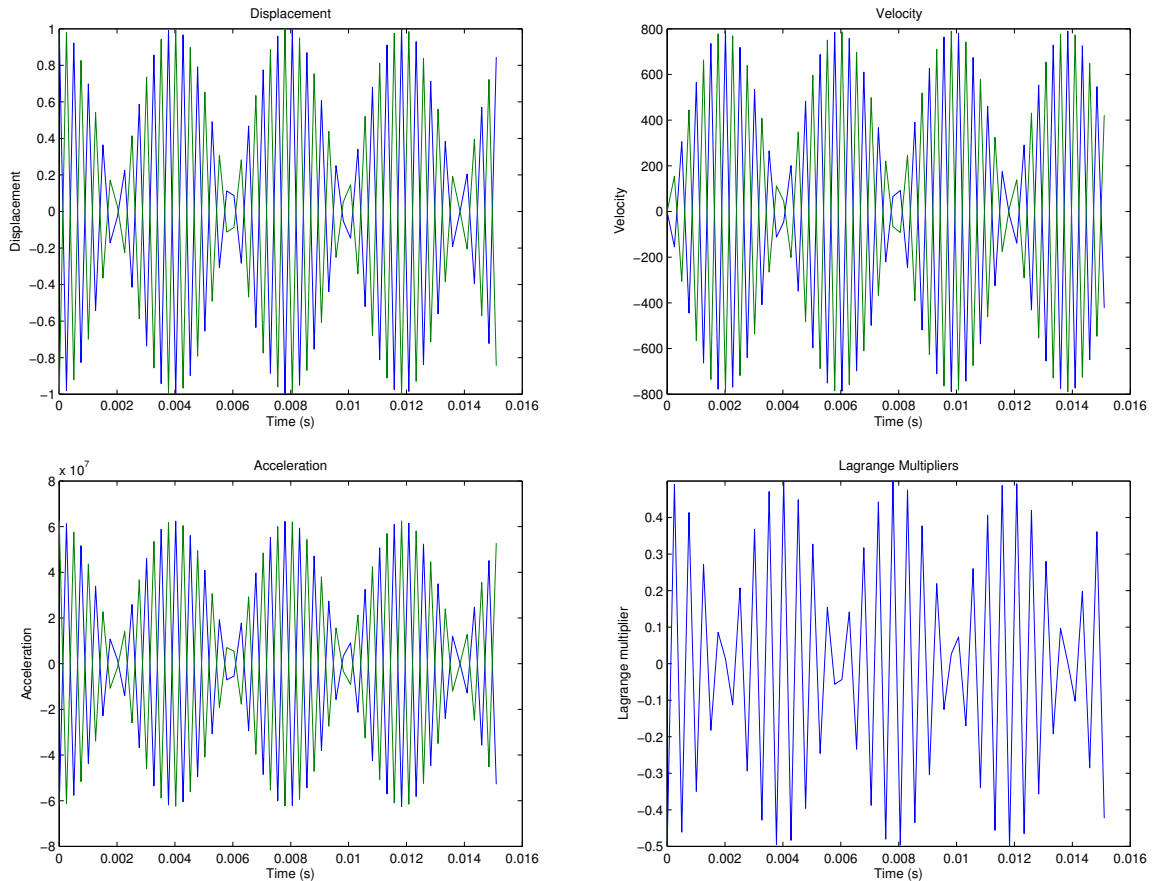 Displacement
1
0.8
0.6
0.4
0.2
0
−0.2
−0.4
−0.6
−0.8
−1
Displacement
0 0.002 0.004 0.006 0.008 0.01 0.012 0.014 0.016
Time (s)
Velocity
800
600
400
200
0
−200
−400
−600
−800
Velocity
0 0.002 0.004 0.006 0.008 0.01 0.012 0.014 0.016
Time (s)
Acceleration
x 10^7
8
6
4
2
0
−2
−4
−6
−8
Acceleration
0 0.002 0.004 0.006 0.008 0.01 0.012 0.014 0.016
Time (s)
Lagrange Multipliers
0.4
0.3
0.2
0.1
0
−0.1
−0.2
−0.3
−0.4
−0.5
Lagrange multiplier
0 0.002 0.004 0.006 0.008 0.01 0.012 0.014 0.016
Time (s)